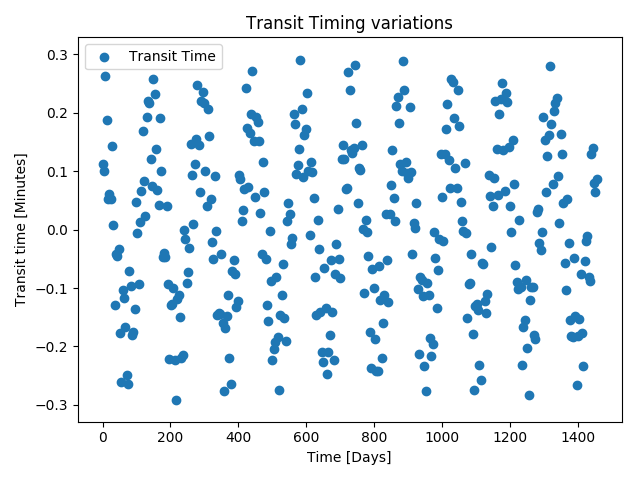 Transit Timing variations
Transit Time
0.3
0.2
0.1
0.0
−0.1
−0.2
−0.3
Transit time [Minutes]
0 200 400 600 800 1000 1200 1400
Time [Days]